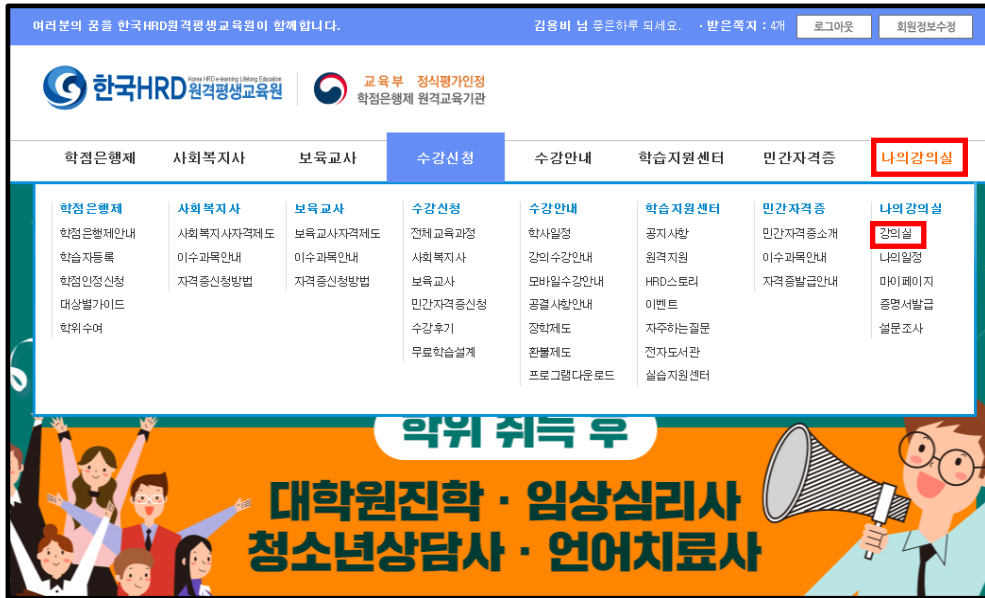 여러분의 꿈을 한국HRD원격평생교육원이 함께합니다.
김용비 님 좋은하루 되세요. · 받은쪽지 : 4개 로그아웃 회원정보수정
한국HRD원격평생교육원
Korea HRD e-learning Lifelong Education
교육부 정식평가인정
학점은행제 원격교육기관
학점은행제 사회복지사 보육교사 수강신청 수강안내 학습지원센터 민간자격증 나의강의실
학점은행제
학점은행제안내
학습자등록
학점인정신청
대상별가이드
학위수여
사회복지사
사회복지사자격제도
이수과목안내
자격증신청방법
보육교사
보육교사자격제도
이수과목안내
자격증신청방법
수강신청
전체교육과정
사회복지사
보육교사
민간자격증신청
수강후기
무료학습설계
수강안내
학사일정
강의수강안내
모바일수강안내
공결사항안내
장학제도
환불제도
프로그램다운로드
학습지원센터
공지사항
원격지원
HRD스토리
이벤트
자주하는질문
전자도서관
실습지원센터
민간자격증
민간자격증소개
이수과목안내
자격증발급안내
나의강의실
강의실
나의일정
마이페이지
증명서발급
설문조사
학위 취득 후
대학원진학 · 임상심리사
청소년상담사 · 언어치료사